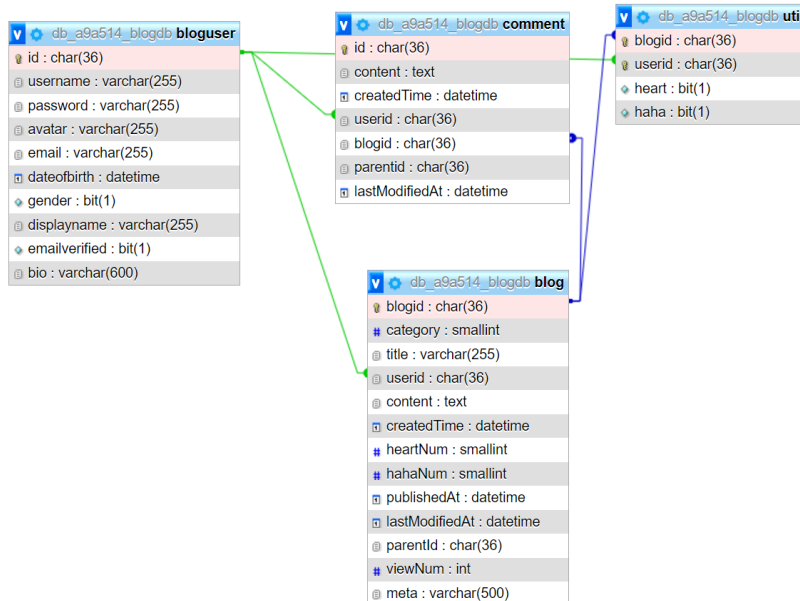 db_a9a514_blogdb bloguser
id : char(36)
username : varchar(255)
password : varchar(255)
avatar : varchar(255)
email : varchar(255)
dateofbirth : datetime
gender : bit(1)
displayname : varchar(255)
emailverified : bit(1)
bio : varchar(600)
db_a9a514_blogdb comment
id : char(36)
content : text
createdTime : datetime
userid : char(36)
blogid : char(36)
parentid : char(36)
lastModifiedAt : datetime
db_a9a514_blogdb uti
blogid : char(36)
userid : char(36)
heart : bit(1)
haha : bit(1)
db_a9a514_blogdb blog
blogid : char(36)
category : smallint
title : varchar(255)
userid : char(36)
content : text
createdTime : datetime
heartNum : smallint
hahaNum : smallint
publishedAt : datetime
lastModifiedAt : datetime
parentId : char(36)
viewNum : int
meta : varchar(500)